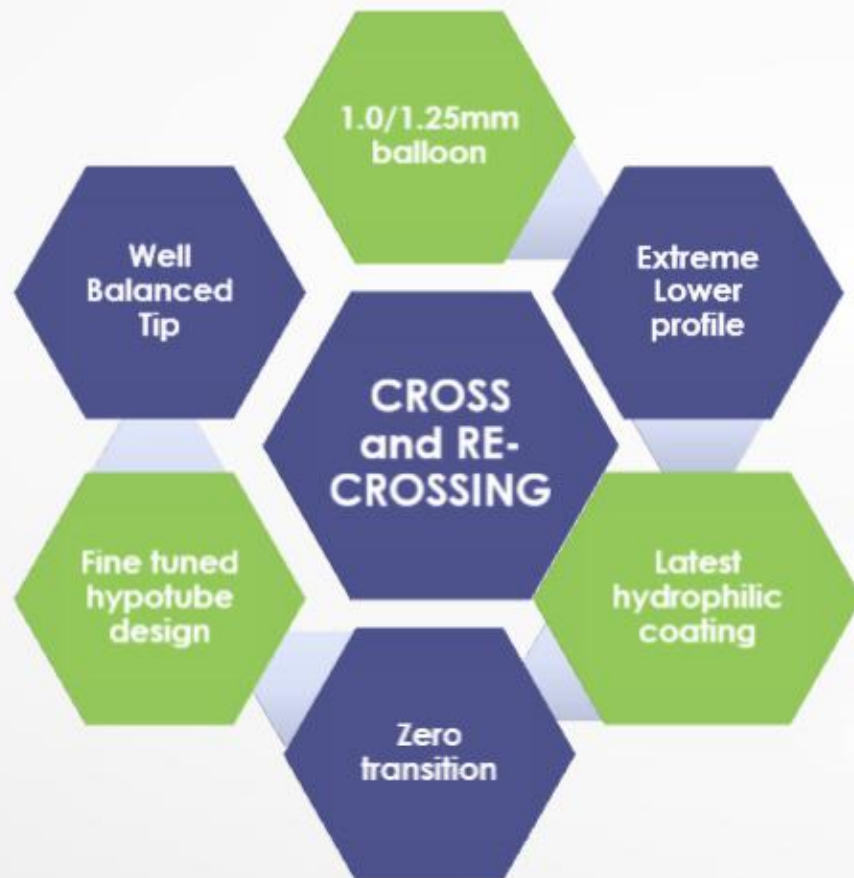 1.0/1.25mm
balloon
Extreme
Lower
profile
Latest
hydrophilic
coating
Zero
transition
Fine tuned
hypotube
design
Well
Balanced
Tip
CROSS
and RE-
CROSSING